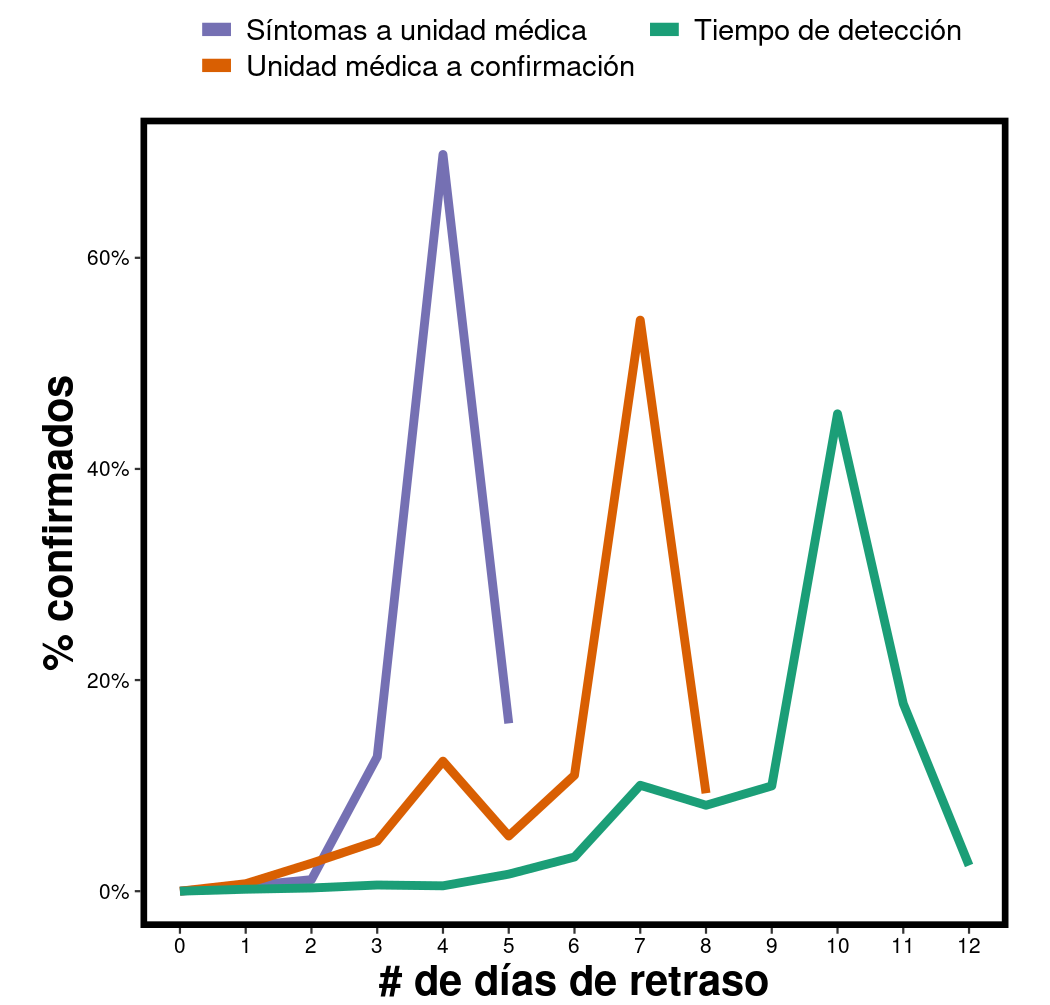 Síntomas a unidad médica
Tiempo de detección
Unidad médica a confirmación
% confirmados
60%
40%
20%
0%
0 1 2 3 4 5 6 7 8 9 10 11 12
# de días de retraso